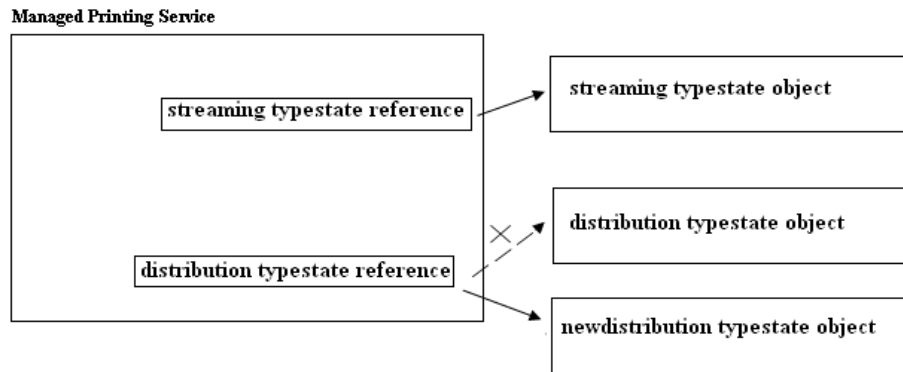 Managed Printing Service
streaming typestate reference
streaming typestate object
distribution typestate object
distribution typestate reference
newdistribution typestate object